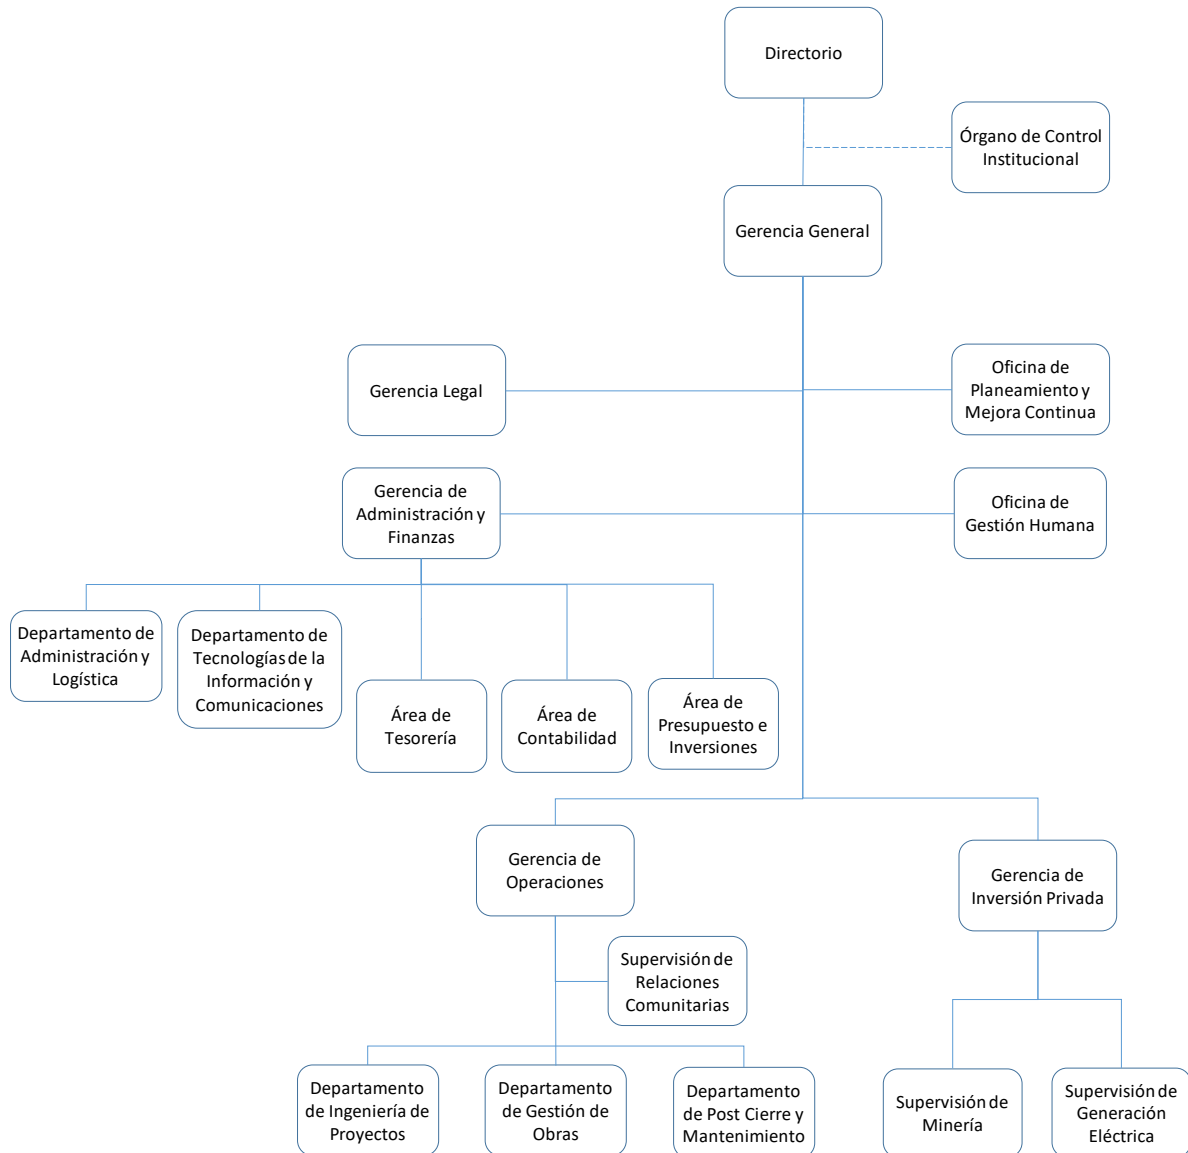 Directorio
Órgano de Control
Institucional
Gerencia General
Gerencia Legal
Oficina de
Planeamiento y
Mejora Continua
Gerencia de
Administración y
Finanzas
Oficina de
Gestión Humana
Departamento de
Administración y
Logística
Departamento de
Tecnologías de la
Información y
Comunicaciones
Área de
Tesorería
Área de
Contabilidad
Área de
Presupuesto e
Inversiones
Gerencia de
Operaciones
Gerencia de
Inversión Privada
Supervisión de
Relaciones
Comunitarias
Departamento
de Ingeniería de
Proyectos
Departamento
de Gestión de
Obras
Departamento
de Post Cierre y
Mantenimiento
Supervisión de
Minería
Supervisión de
Generación
Eléctrica